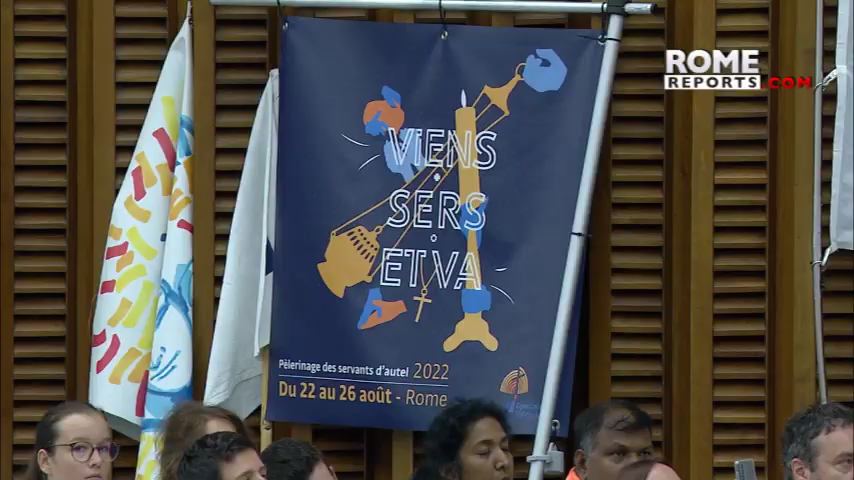 ROME
REPORTS.COM
VIENS
SERS
ET VA
Pèlerinage des servants d'autel 2022
Du 22 au 26 août - Rome